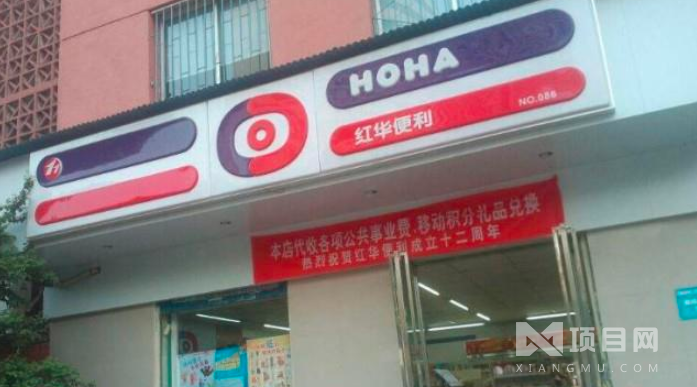 HOHA
红华便利
NO.086
本店代收各项公共事业费、移动积分礼品兑换
热烈祝贺红华便利成立十二周年
项目网
XIANGMU.COM